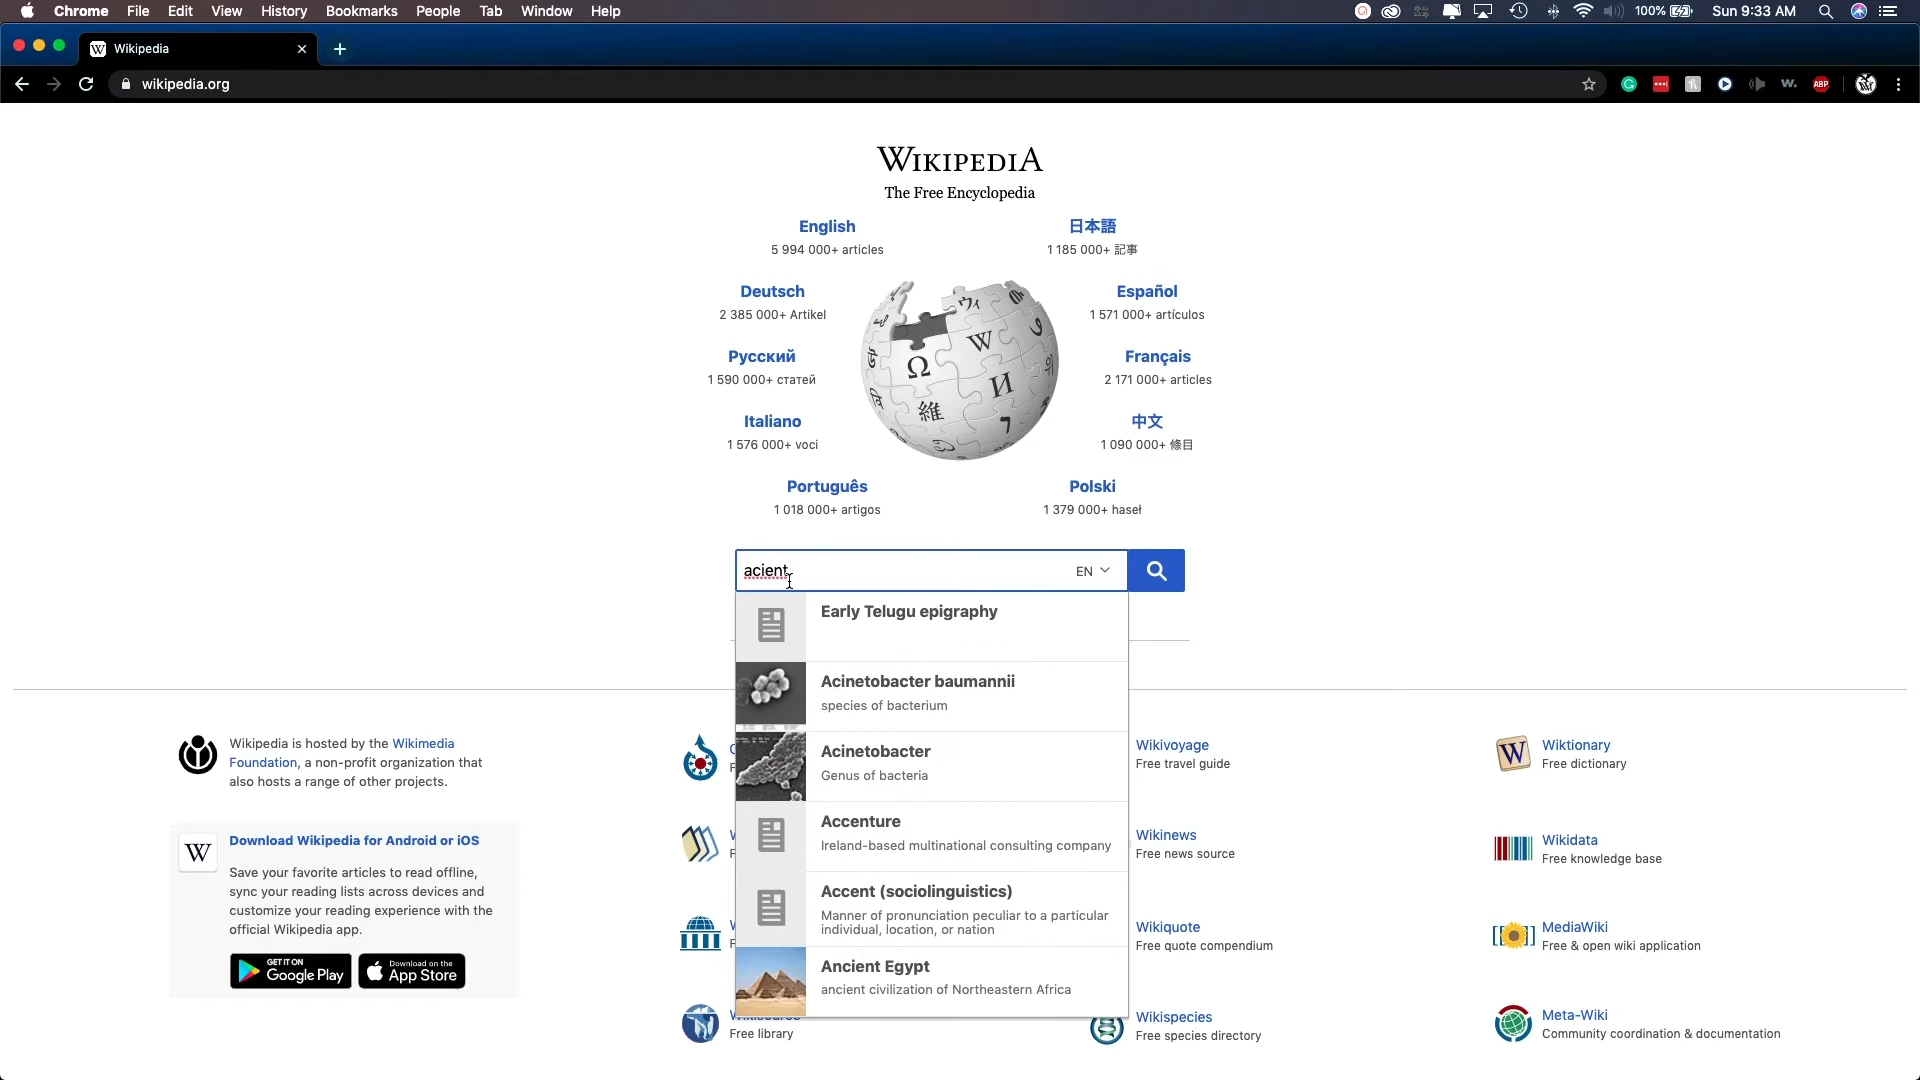 Chrome File Edit View History Bookmarks People Tab Window Help
100% Sun 9:33 AM
Wikipedia
wikipedia.org
ABP
WIKIPEDIA
The Free Encyclopedia
English
5 994 000+ articles
日本語
1 185 000+ 記事
Deutsch
2 385 000+ Artikel
Español
1 571 000+ artículos
Русский
1 590 000+ статей
Français
2 171 000+ articles
Italiano
1 576 000+ voci
中文
1 090 000+ 條目
Português
1 018 000+ artigos
Polski
1 379 000+ haseł
acient
EN
Early Telugu epigraphy
Acinetobacter baumannii
species of bacterium
Acinetobacter
Genus of bacteria
Accenture
Ireland-based multinational consulting company
Accent (sociolinguistics)
Manner of pronunciation peculiar to a particular
individual, location, or nation
Ancient Egypt
ancient civilization of Northeastern Africa
Wikipedia is hosted by the Wikimedia
Foundation, a non-profit organization that
also hosts a range of other projects.
W
Download Wikipedia for Android or iOS
Save your favorite articles to read offline,
sync your reading lists across devices and
customize your reading experience with the
official Wikipedia app.
GET IT ON
Google Play
Download on the
App Store
Free library
Wikivoyage
Free travel guide
Wikinews
Free news source
Wikiquote
Free quote compendium
Wikispecies
Free species directory
W
Wiktionary
Free dictionary
Wikidata
Free knowledge base
MediaWiki
Free & open wiki application
Meta-Wiki
Community coordination & documentation